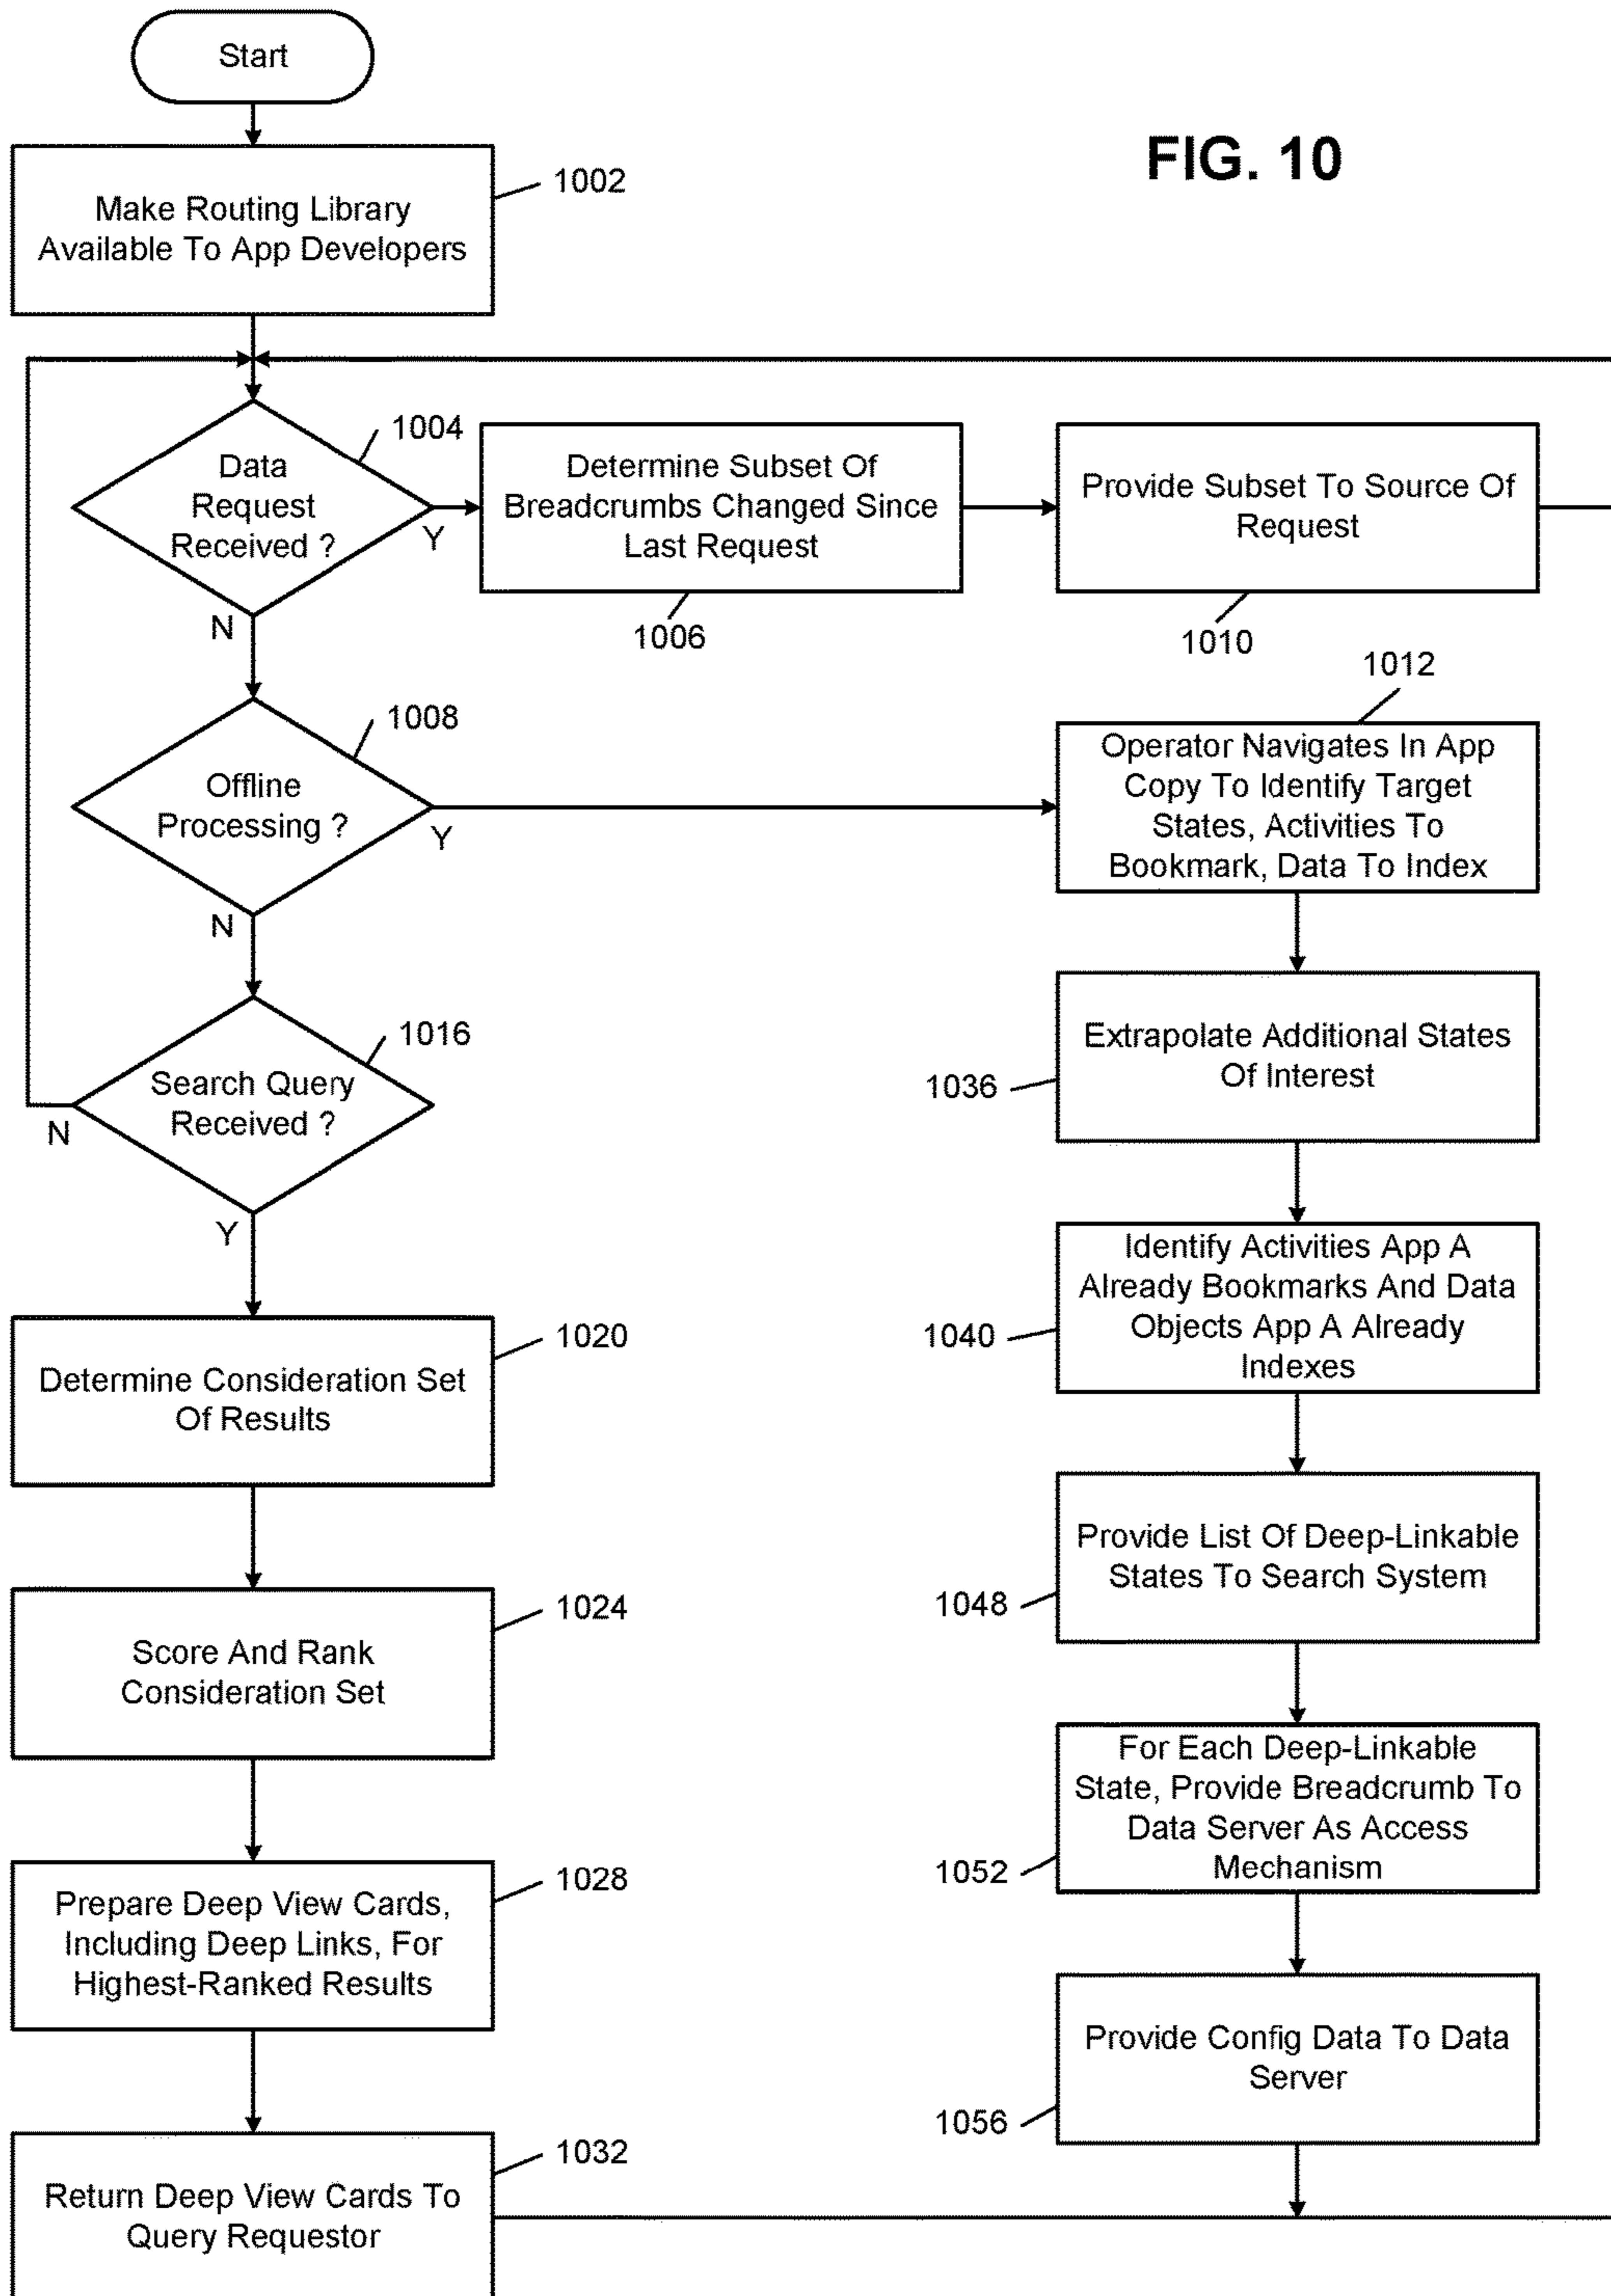 Start
FIG. 10
1002
Make Routing Library
Available To App Developers
1004
Data
Request
Received ?
Y
N
Determine Subset Of
Breadcrumbs Changed Since
Last Request
1006
Provide Subset To Source Of
Request
1010
1008
Offline
Processing ?
Y
N
1012
Operator Navigates In App
Copy To Identify Target
States, Activities To
Bookmark, Data To Index
1016
Search Query
Received ?
N
Y
Extrapolate Additional States
Of Interest
1036
Identify Activities App A
Already Bookmarks And Data
Objects App A Already
Indexes
1040
1020
Determine Consideration Set
Of Results
Provide List Of Deep-Linkable
States To Search System
1048
1024
Score And Rank
Consideration Set
For Each Deep-Linkable
State, Provide Breadcrumb To
Data Server As Access
Mechanism
1052
1028
Prepare Deep View Cards,
Including Deep Links, For
Highest-Ranked Results
Provide Config Data To Data
Server
1056
1032
Return Deep View Cards To
Query Requestor